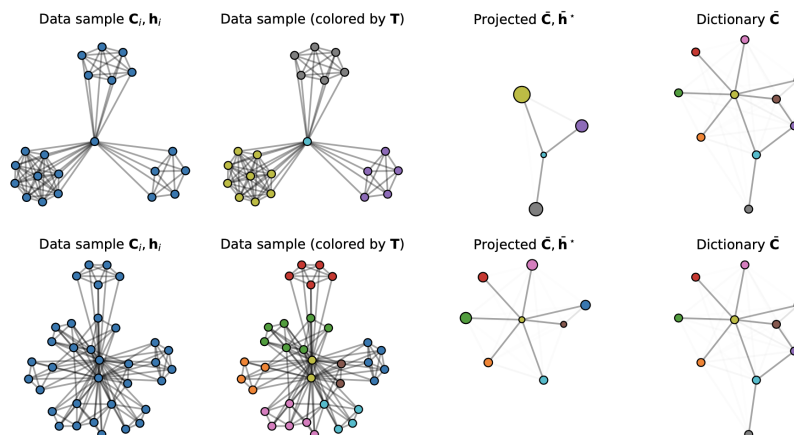 Data sample C_i, h_i
Data sample (colored by T)
Projected C̄, h̄*
Dictionary C̄
Data sample C_i, h_i
Data sample (colored by T)
Projected C̄, h̄*
Dictionary C̄